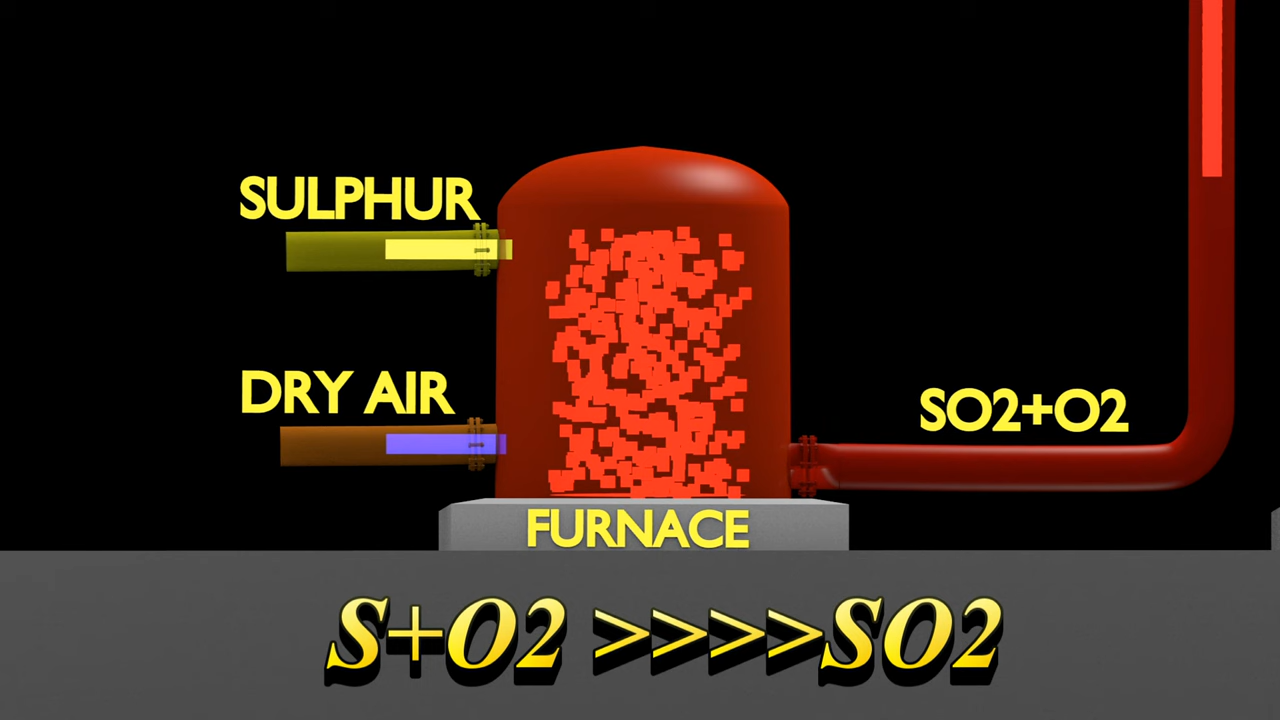 SULPHUR
DRY AIR
SO2+O2
FURNACE
S+O2 >>>>SO2